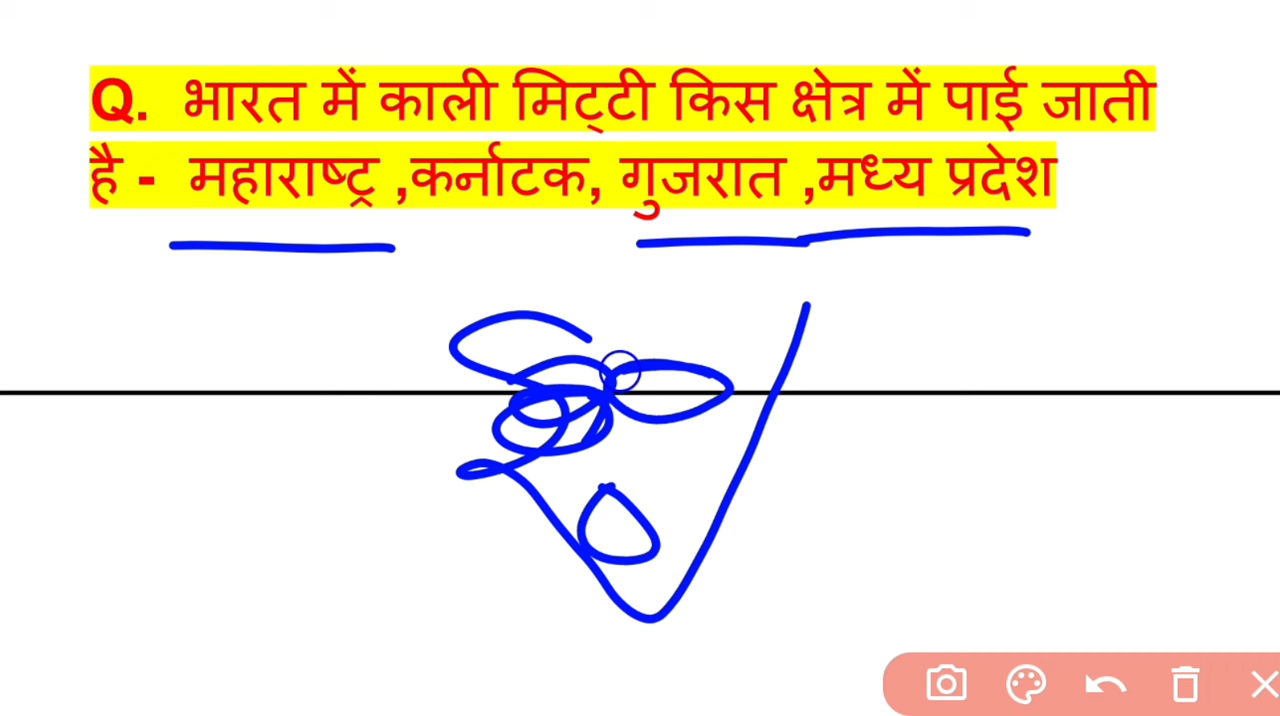 Q. भारत में काली मिट्टी किस क्षेत्र में पाई जाती
है - महाराष्ट्र ,कर्नाटक, गुजरात ,मध्य प्रदेश